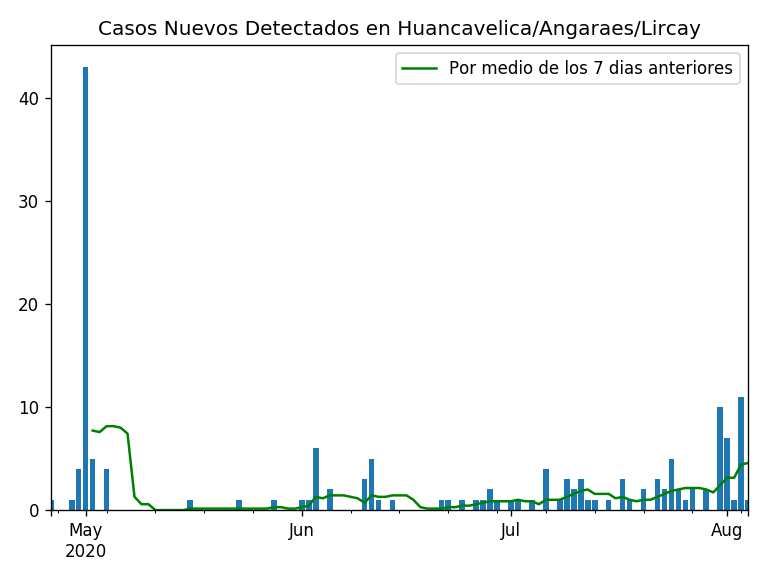 Casos Nuevos Detectados en Huancavelica/Angaraes/Lircay
Por medio de los 7 dias anteriores
40
30
20
10
0
May Jun Jul Aug
2020